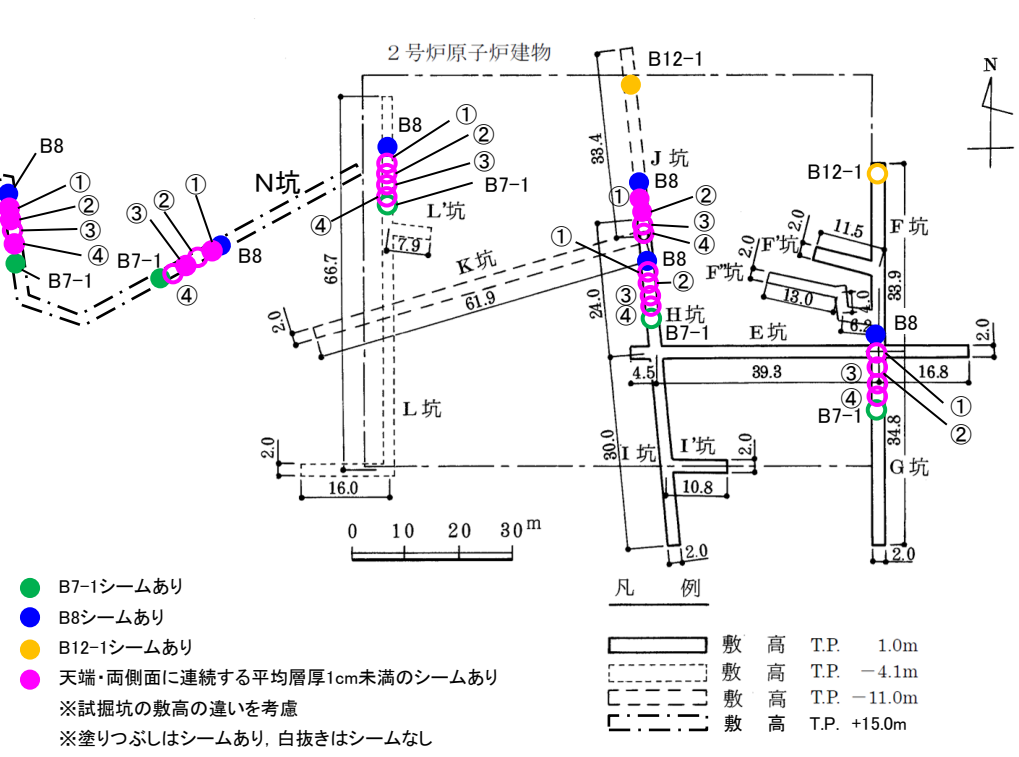 2号炉原子炉建物
B12-1
N
B8
①
②
③
④
B7-1
N坑
①
②
③
④
B8
B7-1
B8
①
②
③
④
B7-1
L'坑
7.9
66.7
K坑
61.9
2.0
L坑
2.0
16.0
33.4
J坑
B8
①
②
③
④
24.0
①
B8
②
③
④
H坑
B7-1
E坑
4.5
39.3
16.8
2.0
30.0
I坑
I'坑
2.0
10.8
2.0
B12-1
F坑
2.0
11.5
F'坑
2.0
F"坑
13.0
4.0
6.2
33.9
B8
①
②
③
④
B7-1
34.8
G坑
2.0
0 10 20 30m
凡 例
敷 高 T.P. 1.0m
敷 高 T.P. -4.1m
敷 高 T.P. -11.0m
敷 高 T.P. +15.0m
B7-1シームあり
B8シームあり
B12-1シームあり
天端・両側面に連続する平均層厚1cm未満のシームあり
※試掘坑の敷高の違いを考慮
※塗りつぶしはシームあり, 白抜きはシームなし